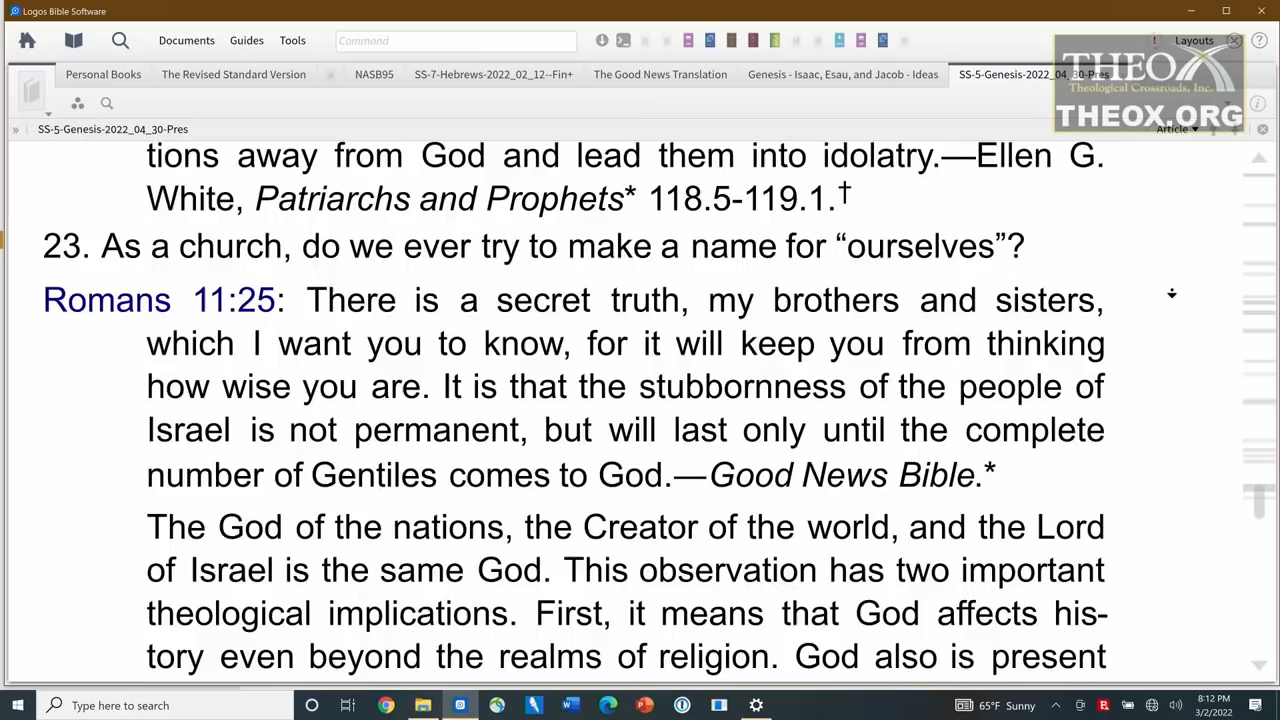 Logos Bible Software
Documents Guides Tools Command Layouts
THEOX
Theological Crossroads, Inc.
THEOX.ORG
Personal Books The Revised Standard Version NASB95 SS-7-Hebrews-2022_02_12--Fin+ The Good News Translation Genesis - Isaac, Esau, and Jacob - Ideas SS-5-Genesis-2022_04_30-Pres
» SS-5-Genesis-2022_04_30-Pres Article
tions away from God and lead them into idolatry.—Ellen G.
White, Patriarchs and Prophets* 118.5-119.1.†
23. As a church, do we ever try to make a name for “ourselves”?
Romans 11:25: There is a secret truth, my brothers and sisters,
which I want you to know, for it will keep you from thinking
how wise you are. It is that the stubbornness of the people of
Israel is not permanent, but will last only until the complete
number of Gentiles comes to God.—Good News Bible.*
The God of the nations, the Creator of the world, and the Lord
of Israel is the same God. This observation has two important
theological implications. First, it means that God affects his-
tory even beyond the realms of religion. God also is present
Type here to search
65°F Sunny
8:12 PM
3/2/2022